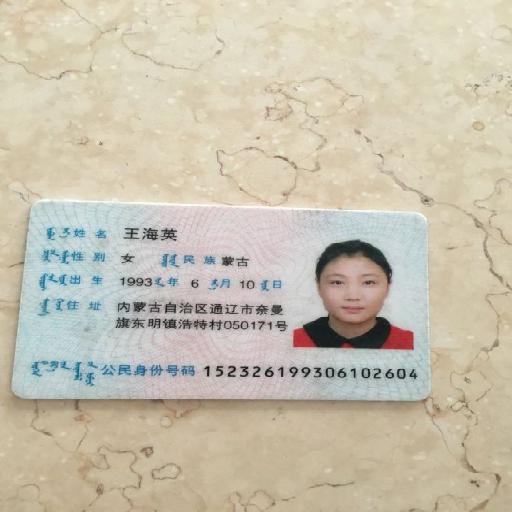 姓名 王海英
性别 女 民族 蒙古
出生 1993 年 6 月 10 日
住址 内蒙古自治区通辽市奈曼
旗东明镇浩特村050171号
公民身份号码 152326199306102604